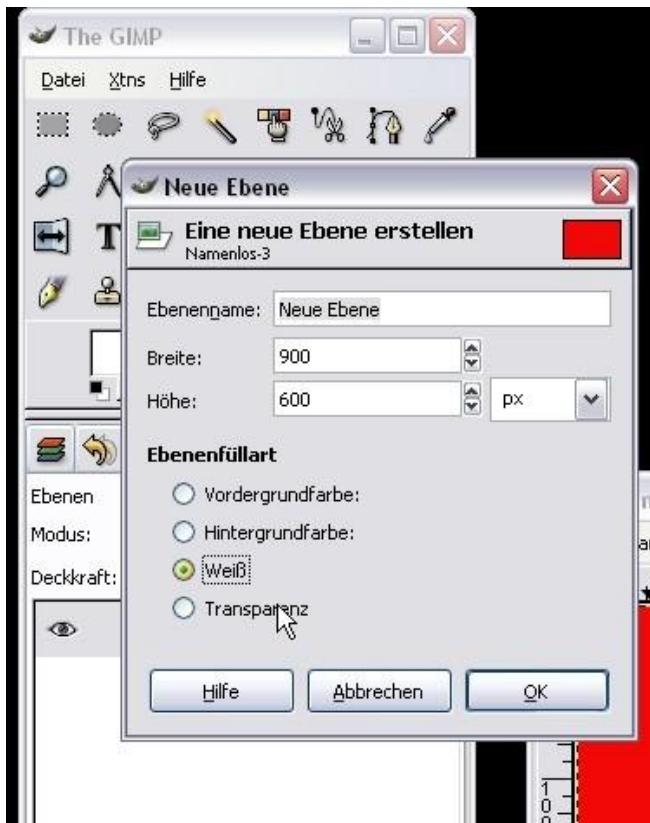 The GIMP
Datei Xtns Hilfe
Neue Ebene
Eine neue Ebene erstellen
Namenlos-3
Ebenenname: Neue Ebene
Breite: 900
Höhe: 600 px
Ebenenfüllart
Vordergrundfarbe:
Hintergrundfarbe:
Weiß
Transparenz
Hilfe Abbrechen OK
Ebenen
Modus:
Deckkraft: